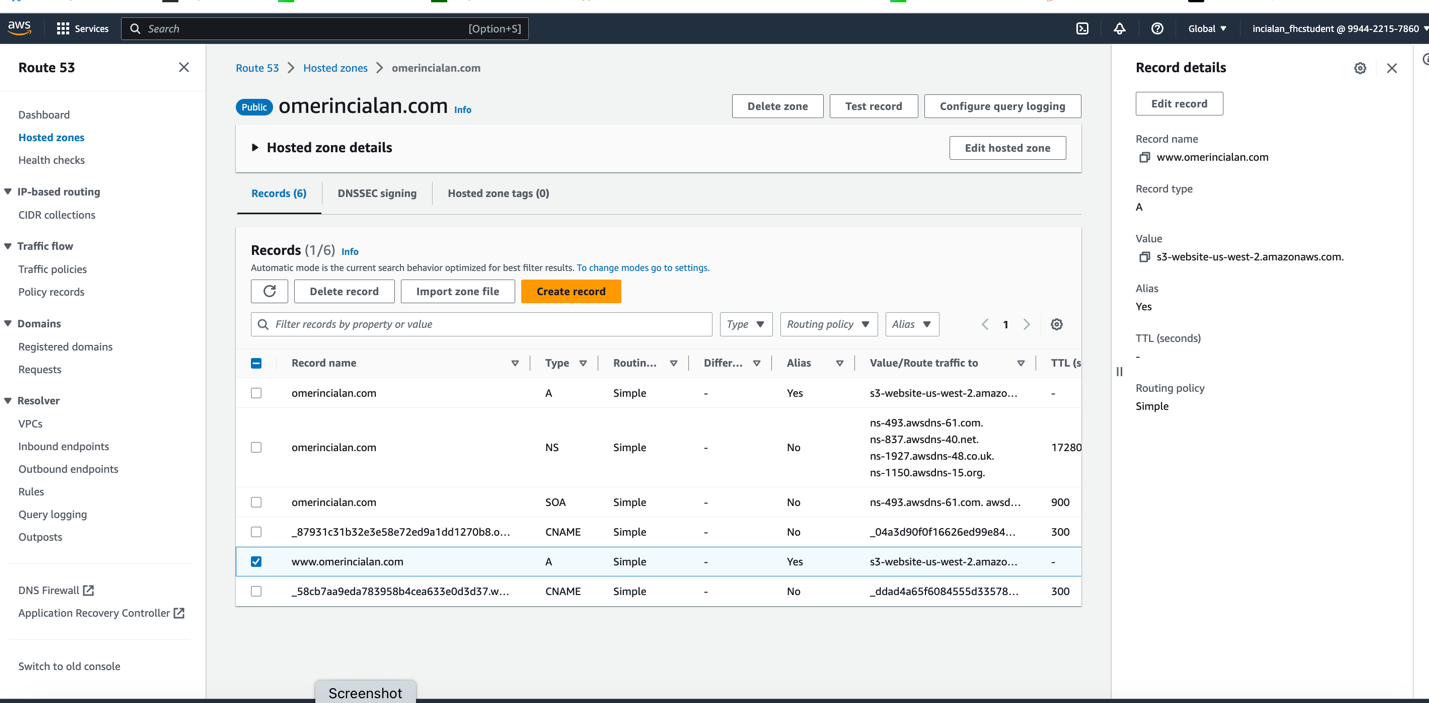 aws
Services
Search
[Option+S]
Global
incialan_fhcstudent @ 9944-2215-7860
Route 53
Dashboard
Hosted zones
Health checks
IP-based routing
CIDR collections
Traffic flow
Traffic policies
Policy records
Domains
Registered domains
Requests
Resolver
VPCs
Inbound endpoints
Outbound endpoints
Rules
Query logging
Outposts
DNS Firewall
Application Recovery Controller
Switch to old console
Route 53 > Hosted zones > omerincialan.com
Public omerincialan.com Info
Delete zone Test record Configure query logging
Hosted zone details
Edit hosted zone
Records (6) DNSSEC signing Hosted zone tags (0)
Records (1/6) Info
Automatic mode is the current search behavior optimized for best filter results. To change modes go to settings.
Delete record Import zone file Create record
Filter records by property or value Type Routing policy Alias 1
Record name Type Routin... Differ... Alias Value/Route traffic to TTL (s
omerincialan.com A Simple - Yes s3-website-us-west-2.amazo... -
omerincialan.com NS Simple - No ns-493.awsdns-61.com. 17280
ns-837.awsdns-40.net.
ns-1927.awsdns-48.co.uk.
ns-1150.awsdns-15.org.
omerincialan.com SOA Simple - No ns-493.awsdns-61.com. awsd... 900
_87931c31b32e3e58e72ed9a1dd1270b8.o... CNAME Simple - No _04a3d90f0f16626ed99e84... 300
www.omerincialan.com A Simple - Yes s3-website-us-west-2.amazo... -
_58cb7aa9eda783958b4cea633e0d3d37.w... CNAME Simple - No _ddad4a65f6084555d33578... 300
Record details
Edit record
Record name
www.omerincialan.com
Record type
A
Value
s3-website-us-west-2.amazonaws.com.
Alias
Yes
TTL (seconds)
-
Routing policy
Simple
Screenshot